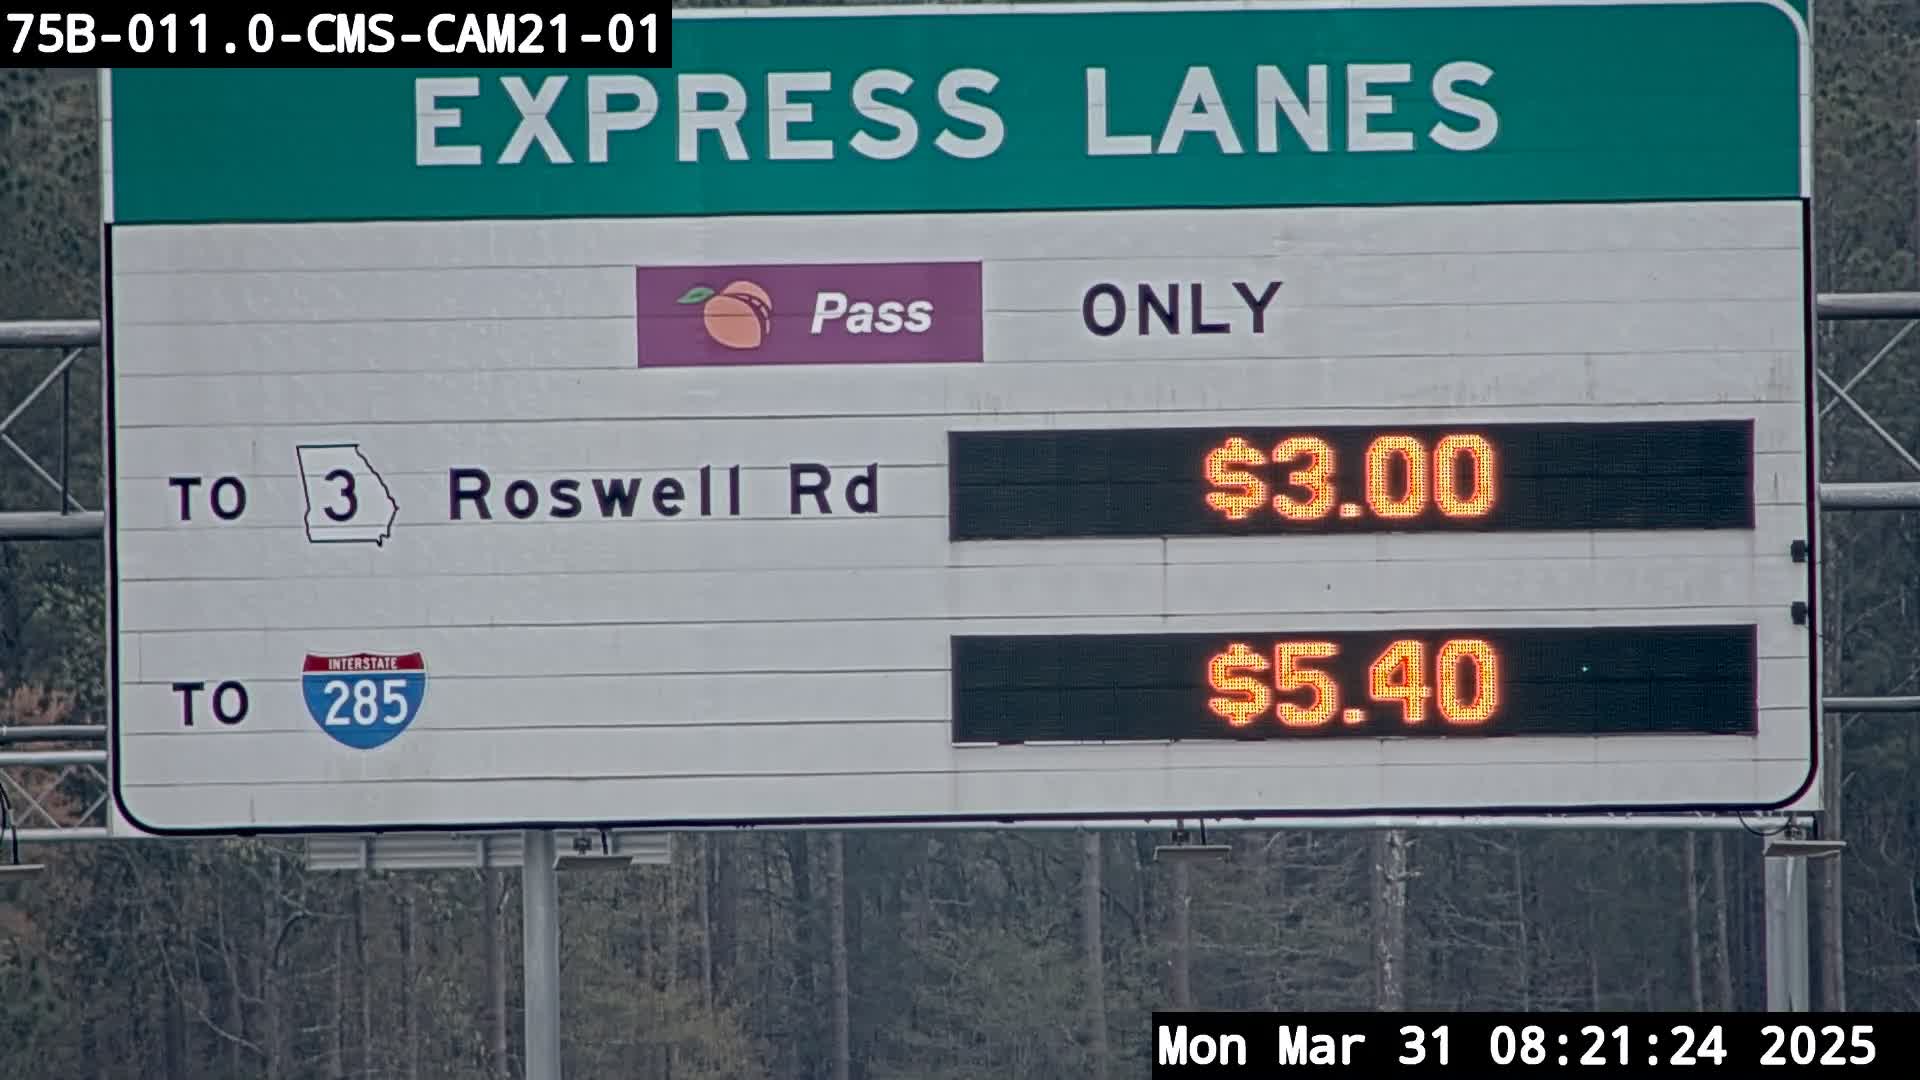 75B-011.0-CMS-CAM21-01
EXPRESS LANES
Pass ONLY
TO 3 Roswell Rd $3.00
TO INTERSTATE 285 $5.40
Mon Mar 31 08:21:24 2025